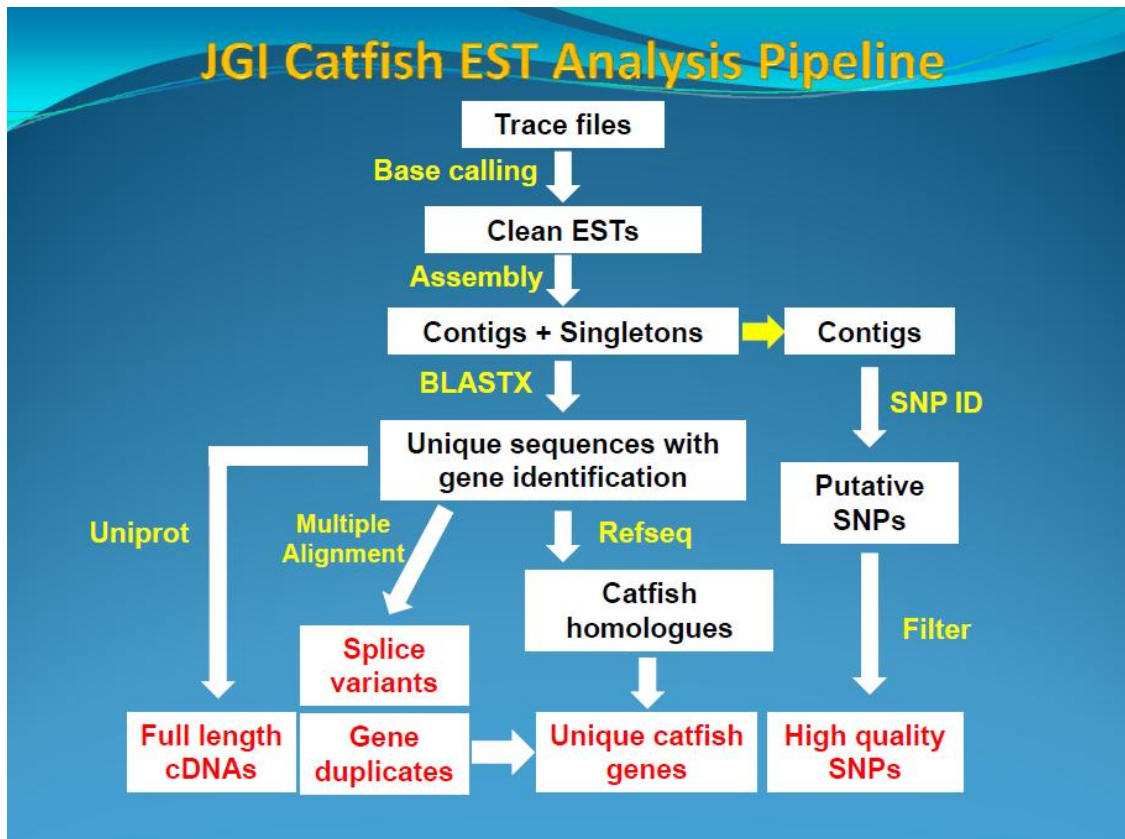 JGI Catfish EST Analysis Pipeline
Trace files
Base calling
Clean ESTs
Assembly
Contigs + Singletons
Contigs
BLASTX
SNP ID
Unique sequences with
gene identification
Putative
SNPs
Uniprot
Multiple
Alignment
Refseq
Catfish
homologues
Filter
Splice
variants
Full length
cDNAs
Gene
duplicates
Unique catfish
genes
High quality
SNPs